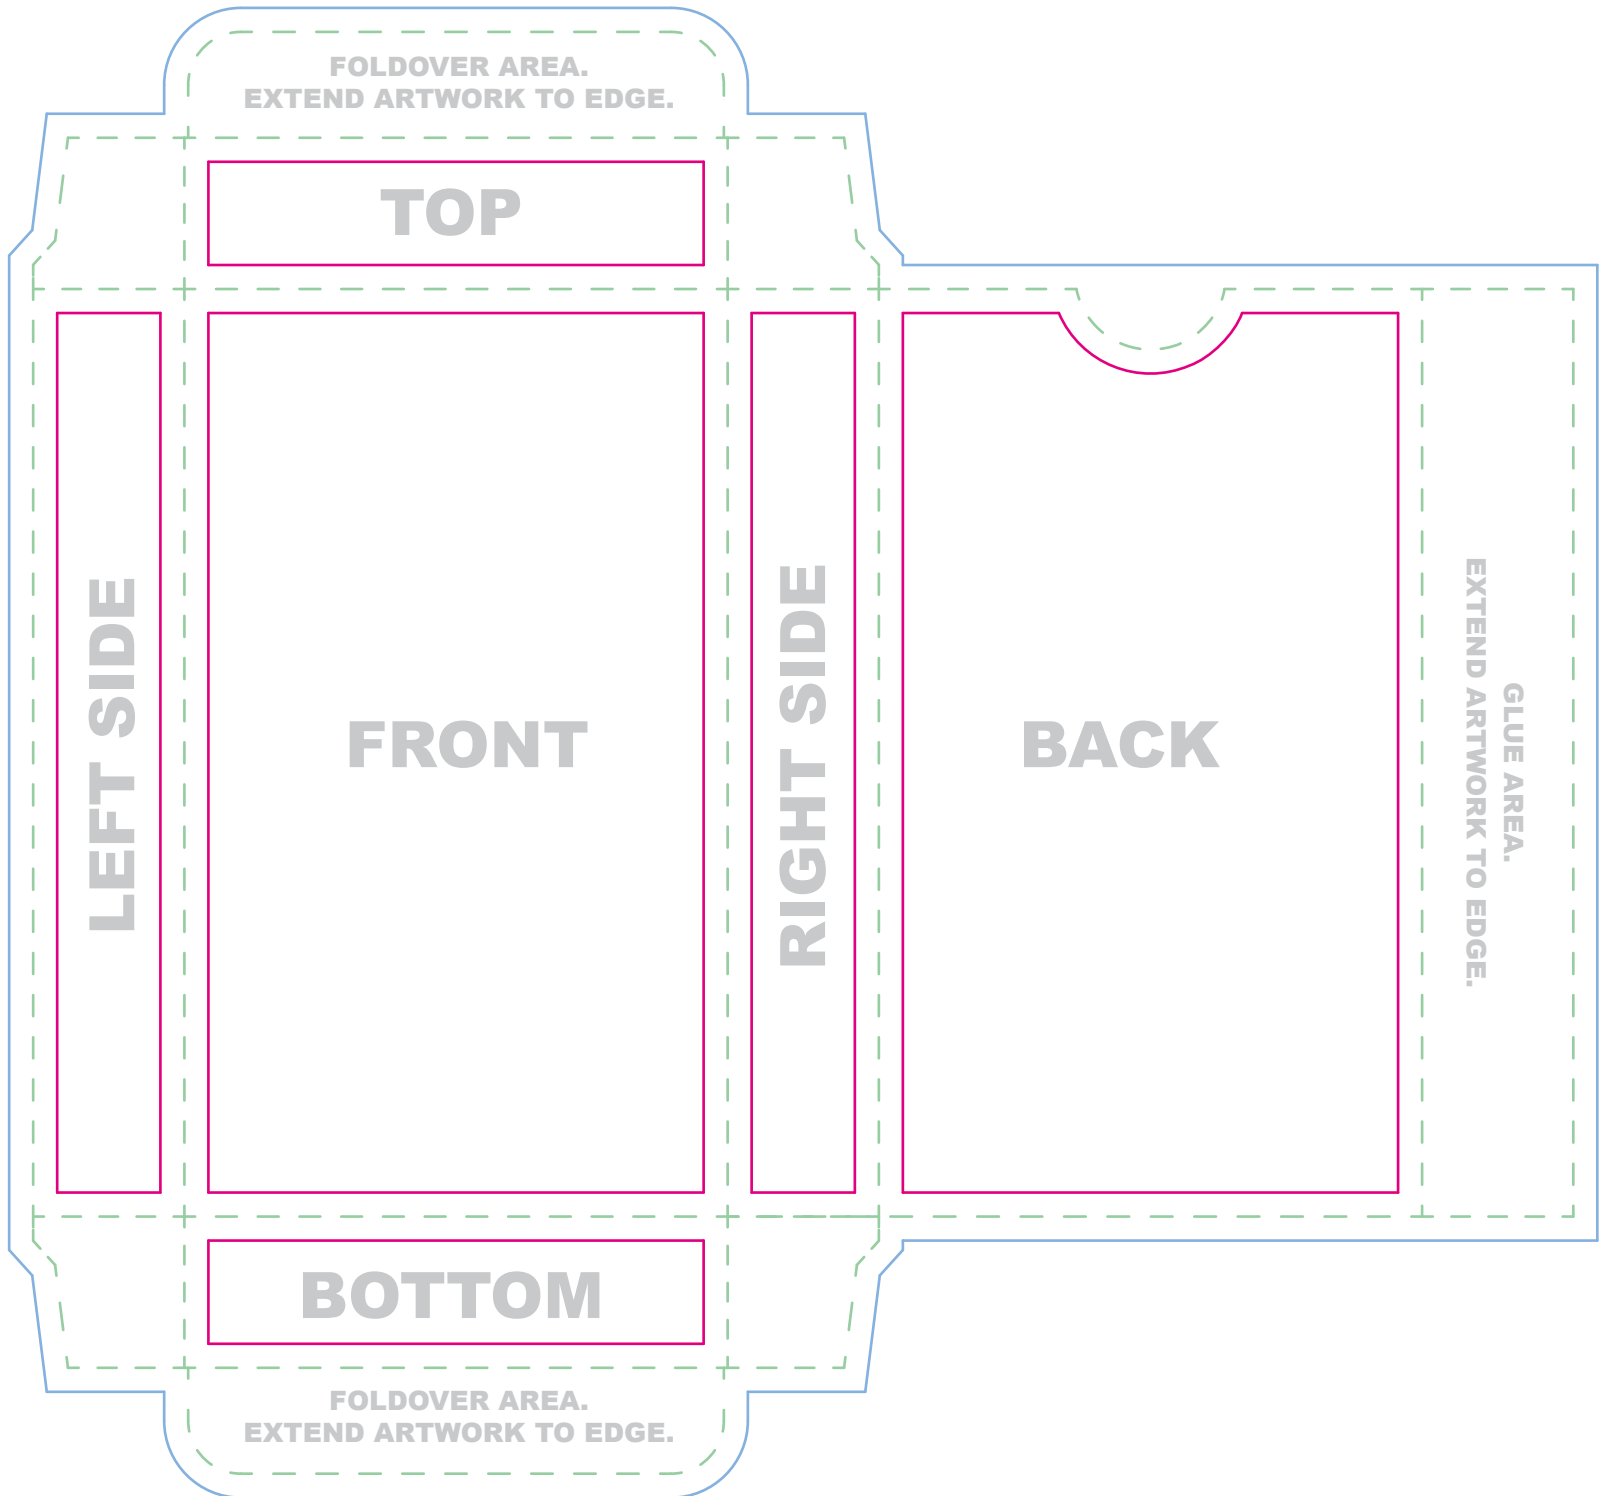 FOLDOVER AREA.
EXTEND ARTWORK TO EDGE.
TOP
LEFT SIDE
FRONT
RIGHT SIDE
BACK
GLUE AREA.
EXTEND ARTWORK TO EDGE.
BOTTOM
FOLDOVER AREA.
EXTEND ARTWORK TO EDGE.